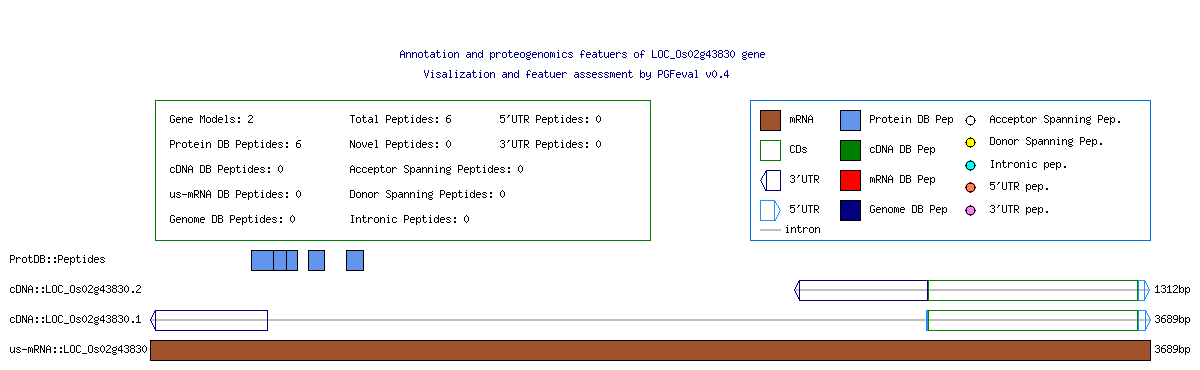 Annotation and proteogenomics featuers of LOC_Os02g43830 gene
Visalization and featuer assessment by PGFeval v0.4
Gene Models: 2
Total Peptides: 6
5'UTR Peptides: 0
Protein DB Peptides: 6
Novel Peptides: 0
3'UTR Peptides: 0
cDNA DB Peptides: 0
Acceptor Spanning Peptides: 0
us-mRNA DB Peptides: 0
Donor Spanning Peptides: 0
Genome DB Peptides: 0
Intronic Peptides: 0
mRNA
Protein DB Pep
Acceptor Spanning Pep.
CDs
cDNA DB Pep
Donor Spanning Pep.
Intronic pep.
3'UTR
mRNA DB Pep
5'UTR pep.
5'UTR
Genome DB Pep
3'UTR pep.
intron
ProtDB::Peptides
cDNA::LOC_Os02g43830.2
1312bp
cDNA::LOC_Os02g43830.1
3689bp
us-mRNA::LOC_Os02g43830
3689bp